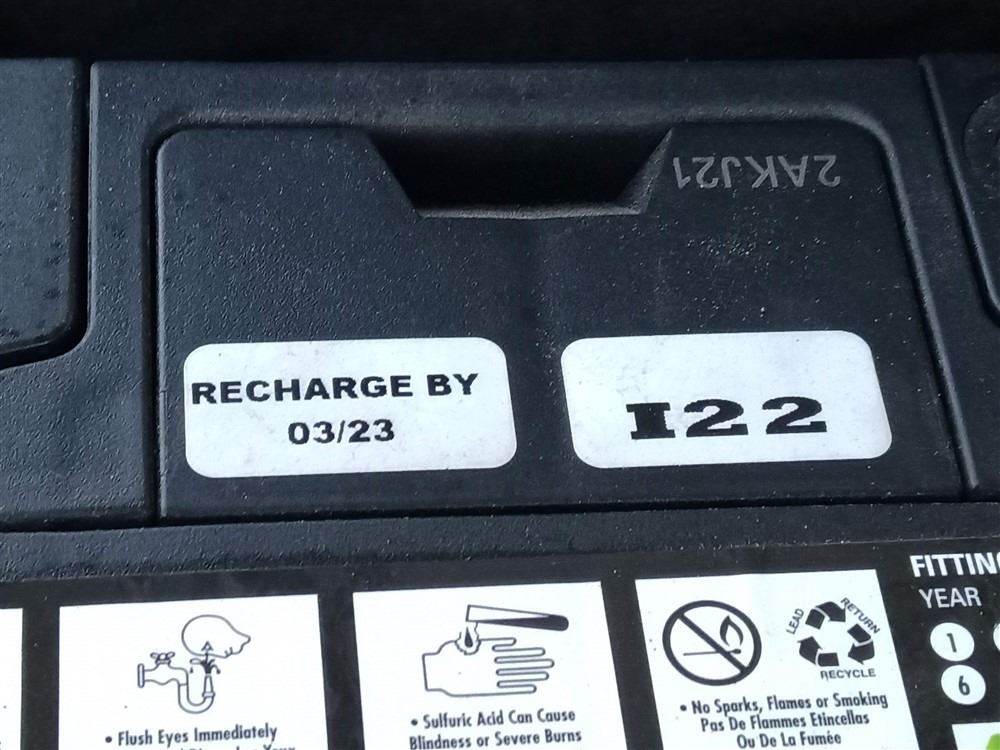 2AKJ21
RECHARGE BY
03/23
I22
FITTING
YEAR
1
6
LEAD
RETURN
RECYCLE
• Flush Eyes Immediately
• Sulfuric Acid Can Cause
Blindness or Severe Burns
• No Sparks, Flames or Smoking
Pas De Flammes Etincellas
Ou De La Fumée